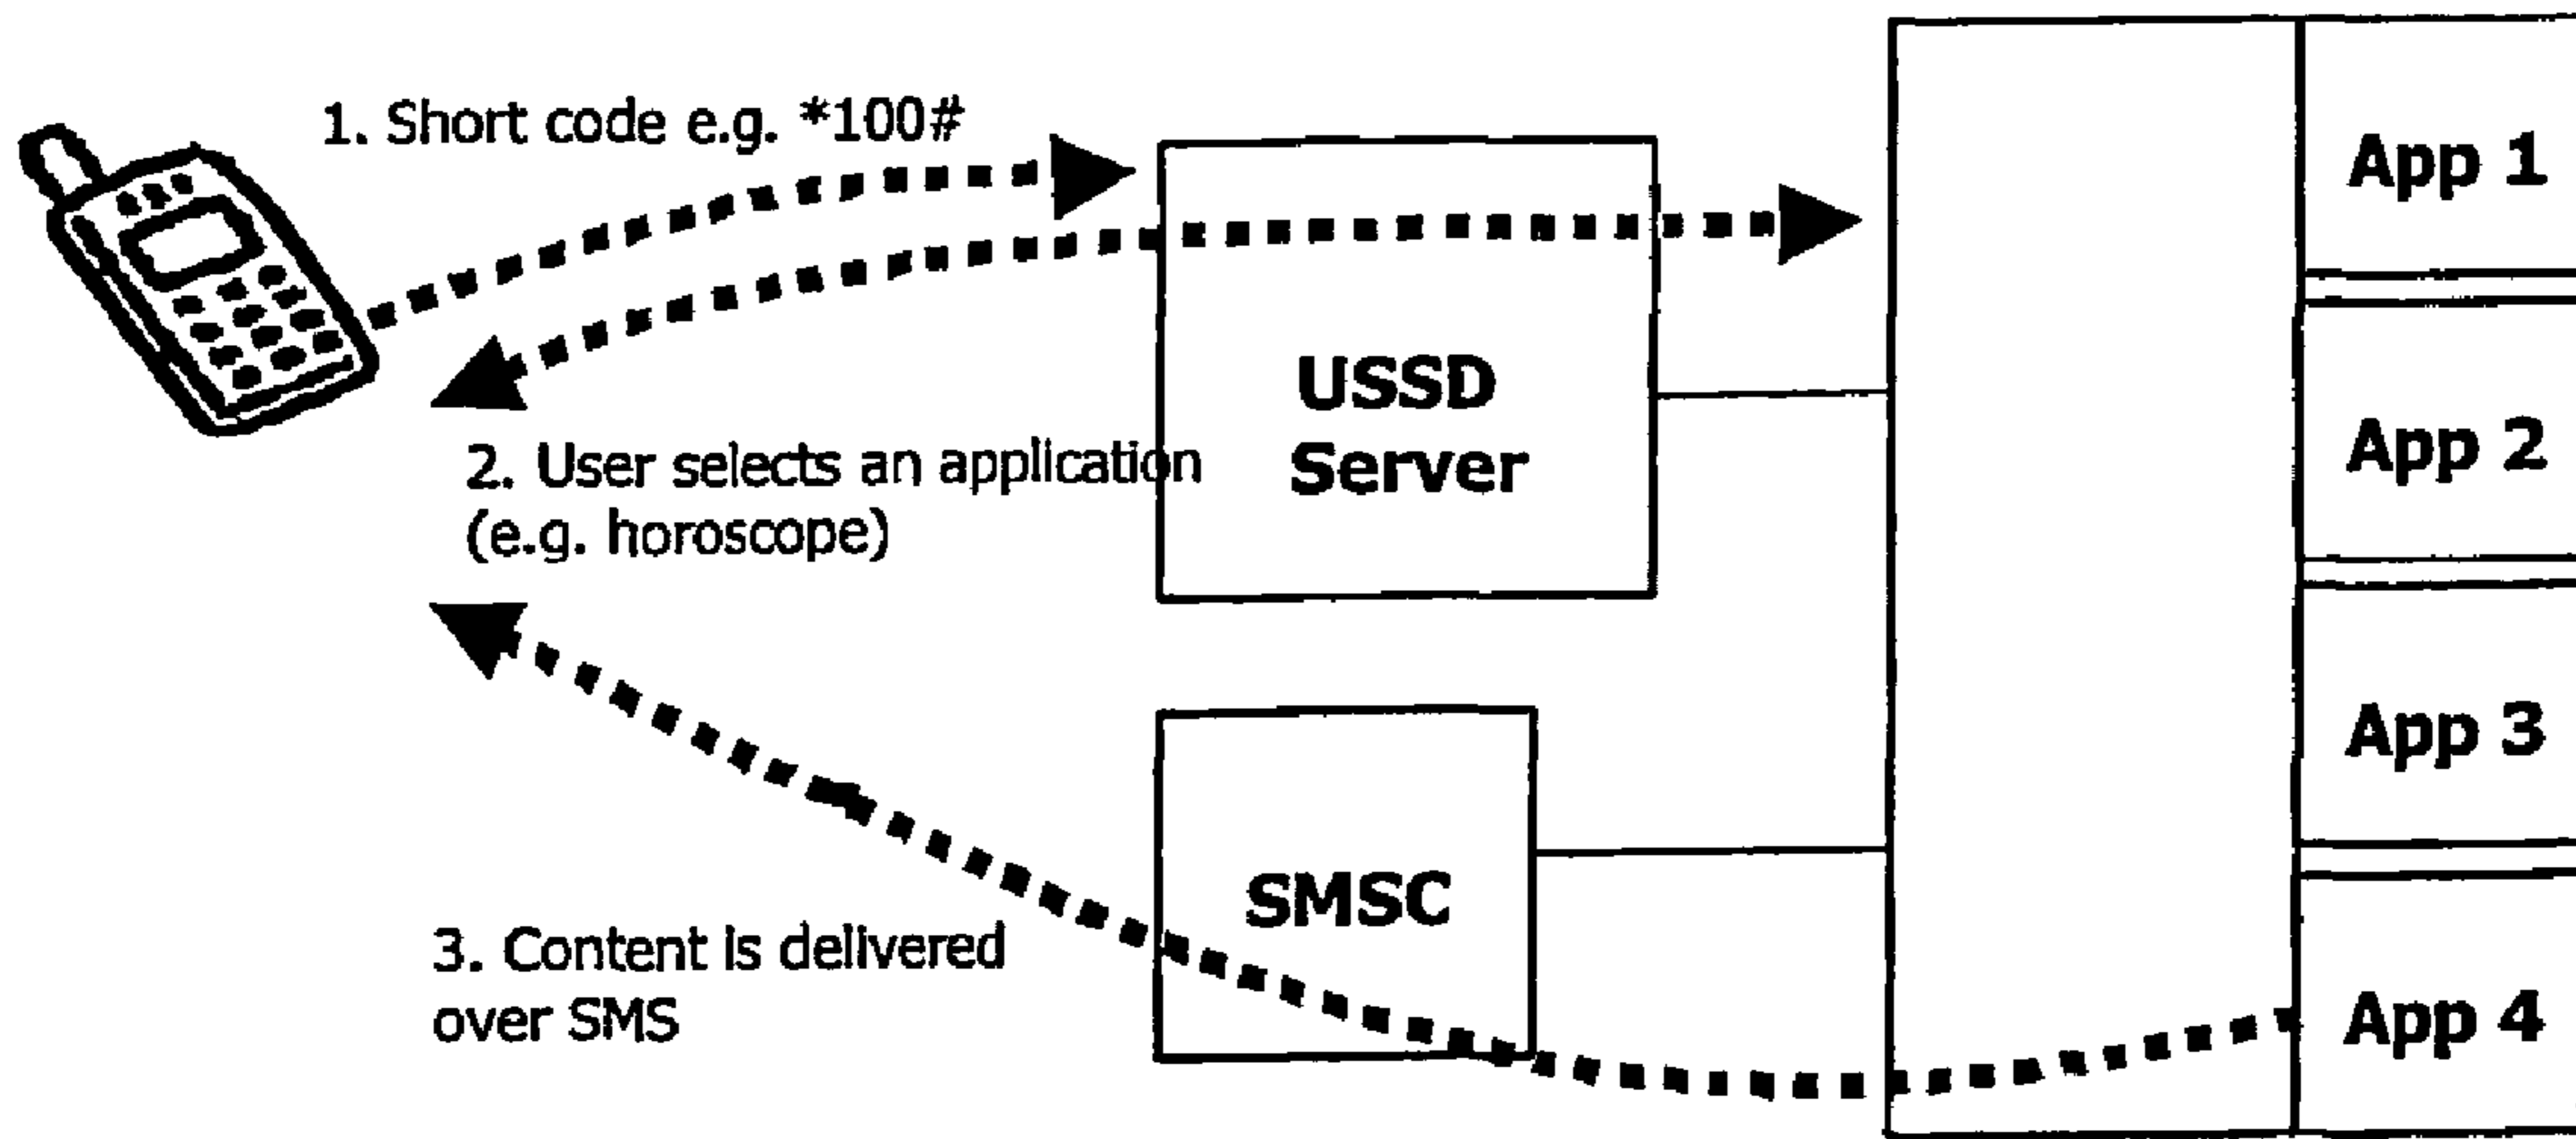 1. Short code e.g. *100#
2. User selects an application
(e.g. horoscope)
3. Content is delivered
over SMS
USSD
Server
SMSC
App 1
App 2
App 3
App 4